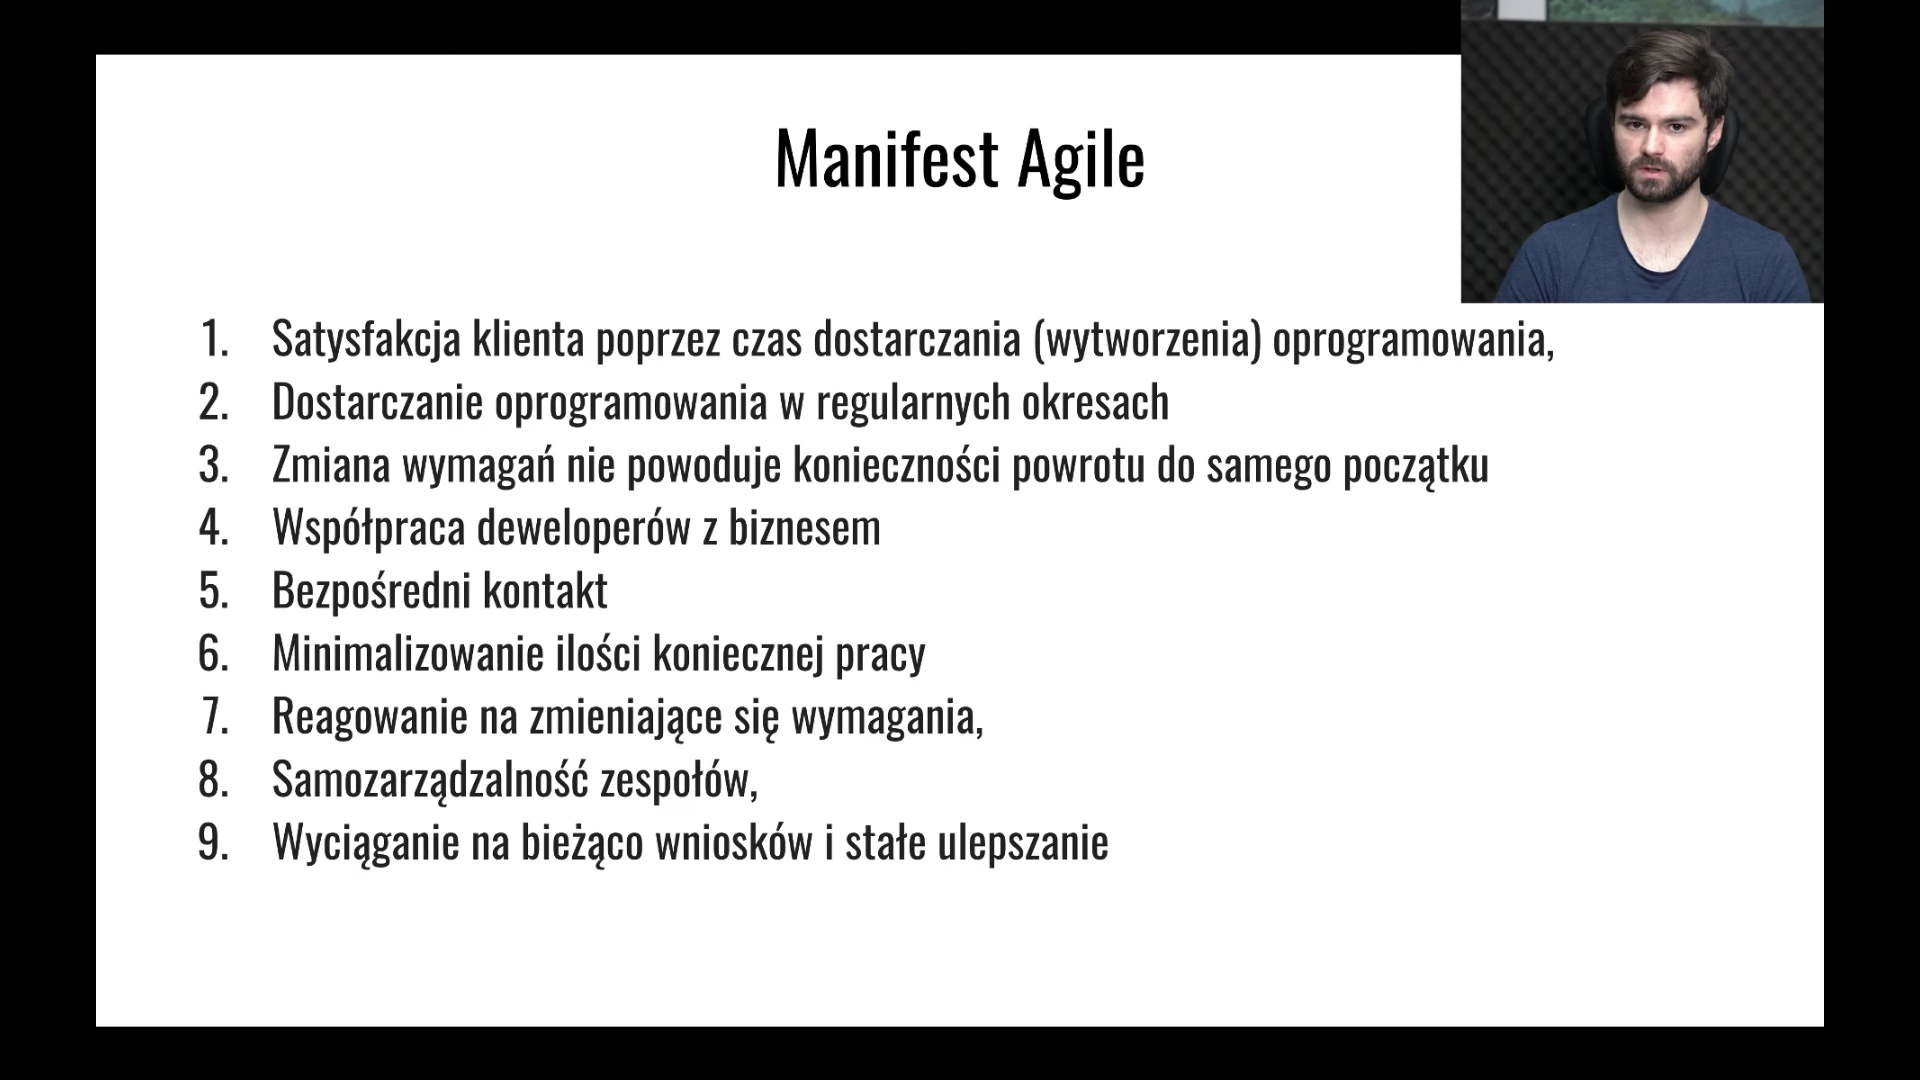 Manifest Agile
1. Satysfakcja klienta poprzez czas dostarczania (wytworzenia) oprogramowania,
2. Dostarczanie oprogramowania w regularnych okresach
3. Zmiana wymagań nie powoduje konieczności powrotu do samego początku
4. Współpraca deweloperów z biznesem
5. Bezpośredni kontakt
6. Minimalizowanie ilości koniecznej pracy
7. Reagowanie na zmieniające się wymagania,
8. Samozarządzalność zespołów,
9. Wyciąganie na bieżąco wniosków i stałe ulepszanie